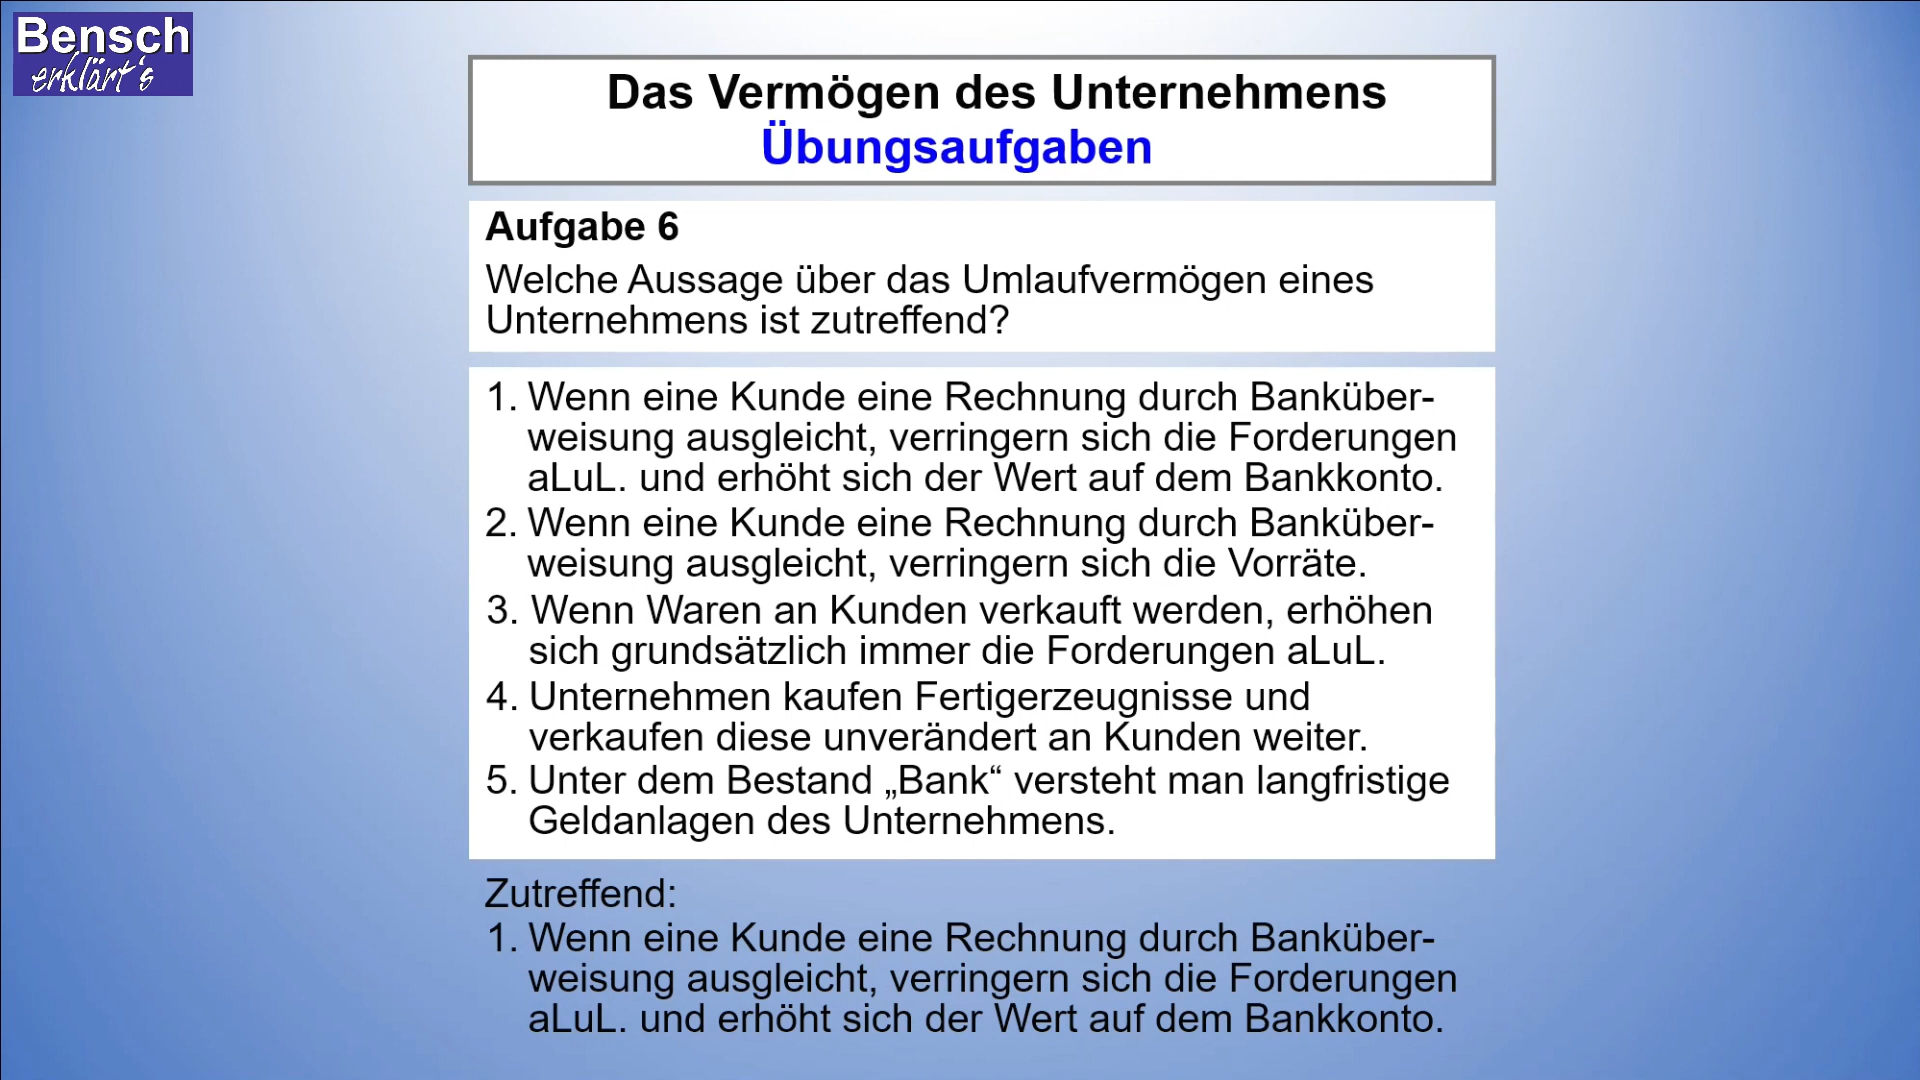 Bensch
erklärt's
Das Vermögen des Unternehmens
Übungsaufgaben
Aufgabe 6
Welche Aussage über das Umlaufvermögen eines
Unternehmens ist zutreffend?
1. Wenn eine Kunde eine Rechnung durch Banküber-
weisung ausgleicht, verringern sich die Forderungen
aLuL. und erhöht sich der Wert auf dem Bankkonto.
2. Wenn eine Kunde eine Rechnung durch Banküber-
weisung ausgleicht, verringern sich die Vorräte.
3. Wenn Waren an Kunden verkauft werden, erhöhen
sich grundsätzlich immer die Forderungen aLuL.
4. Unternehmen kaufen Fertigerzeugnisse und
verkaufen diese unverändert an Kunden weiter.
5. Unter dem Bestand „Bank“ versteht man langfristige
Geldanlagen des Unternehmens.
Zutreffend:
1. Wenn eine Kunde eine Rechnung durch Banküber-
weisung ausgleicht, verringern sich die Forderungen
aLuL. und erhöht sich der Wert auf dem Bankkonto.